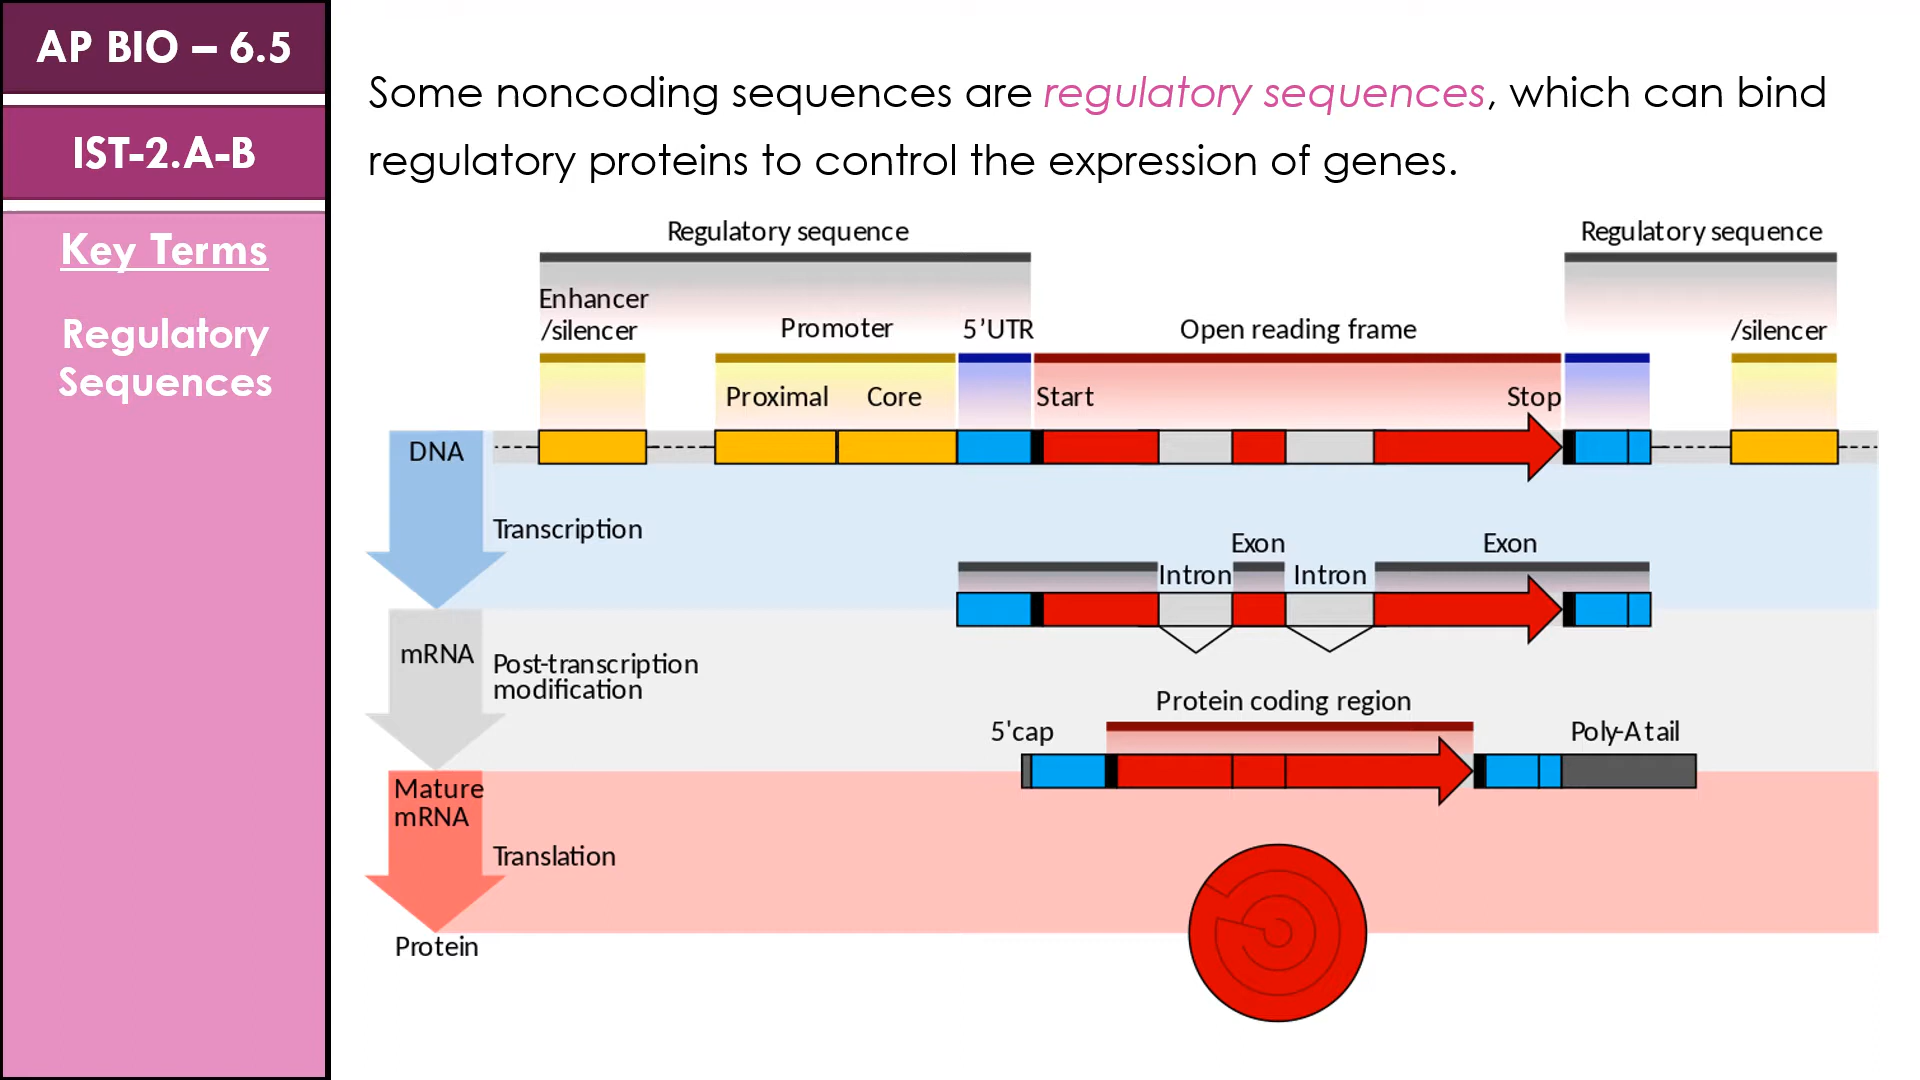 AP BIO – 6.5
IST-2.A-B
Key Terms
Regulatory
Sequences
Some noncoding sequences are regulatory sequences, which can bind
regulatory proteins to control the expression of genes.
Regulatory sequence
Regulatory sequence
Enhancer
/silencer
Promoter
5’UTR
Open reading frame
/silencer
Proximal
Core
Start
Stop
DNA
Transcription
Exon
Exon
Intron
Intron
mRNA
Post-transcription
modification
Protein coding region
5'cap
Poly-A tail
Mature
mRNA
Translation
Protein